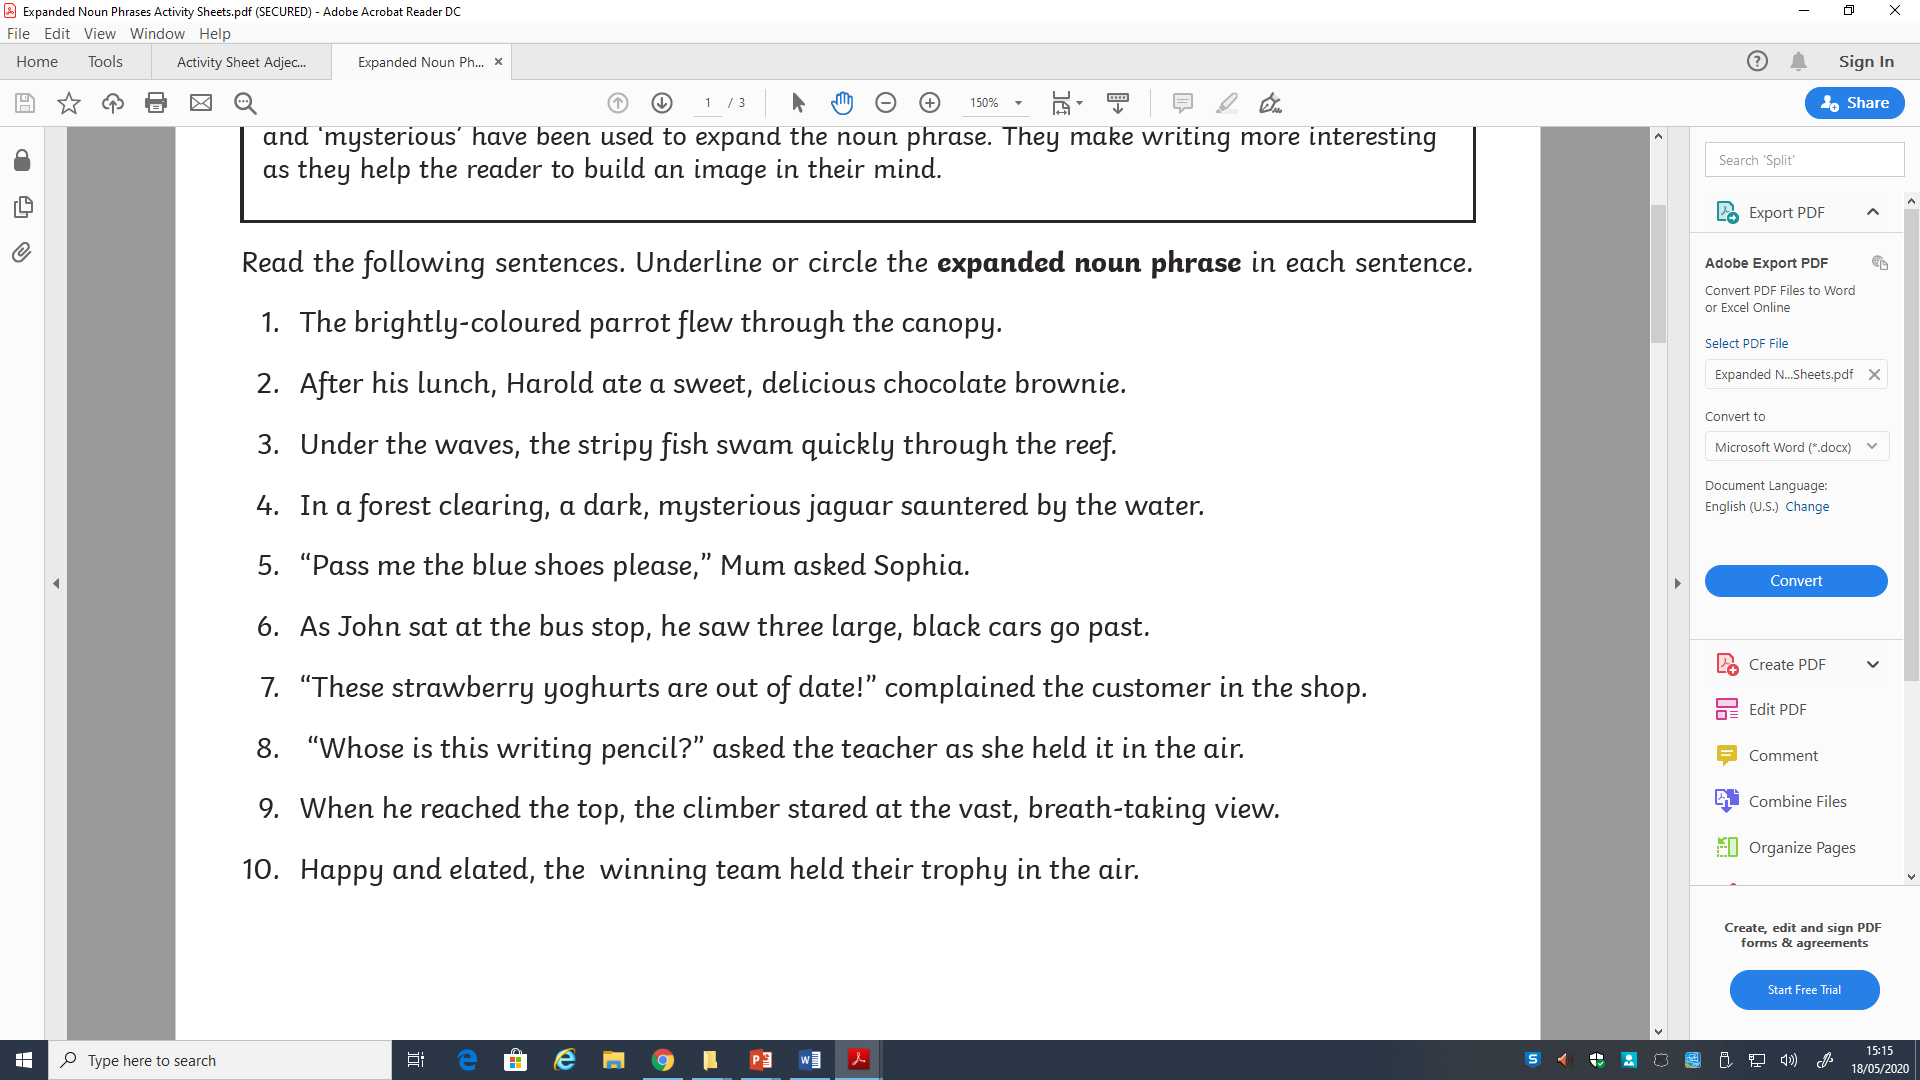 Expanded Noun Phrases Activity Sheets.pdf (SECURED) - Adobe Acrobat Reader DC
File Edit View Window Help
Home Tools Activity Sheet Adjec... Expanded Noun Ph... × Sign In
1 / 3 150% Share
and ‘mysterious’ have been used to expand the noun phrase. They make writing more interesting
as they help the reader to build an image in their mind.
Read the following sentences. Underline or circle the expanded noun phrase in each sentence.
1. The brightly-coloured parrot flew through the canopy.
2. After his lunch, Harold ate a sweet, delicious chocolate brownie.
3. Under the waves, the stripy fish swam quickly through the reef.
4. In a forest clearing, a dark, mysterious jaguar sauntered by the water.
5. “Pass me the blue shoes please,” Mum asked Sophia.
6. As John sat at the bus stop, he saw three large, black cars go past.
7. “These strawberry yoghurts are out of date!” complained the customer in the shop.
8. “Whose is this writing pencil?” asked the teacher as she held it in the air.
9. When he reached the top, the climber stared at the vast, breath-taking view.
10. Happy and elated, the winning team held their trophy in the air.
Search 'Split'
Export PDF
Adobe Export PDF
Convert PDF Files to Word
or Excel Online
Select PDF File
Expanded N...Sheets.pdf
Convert to
Microsoft Word (*.docx)
Document Language:
English (U.S.) Change
Convert
Create PDF
Edit PDF
Comment
Combine Files
Organize Pages
Create, edit and sign PDF
forms & agreements
Start Free Trial
Type here to search
15:15
18/05/2020